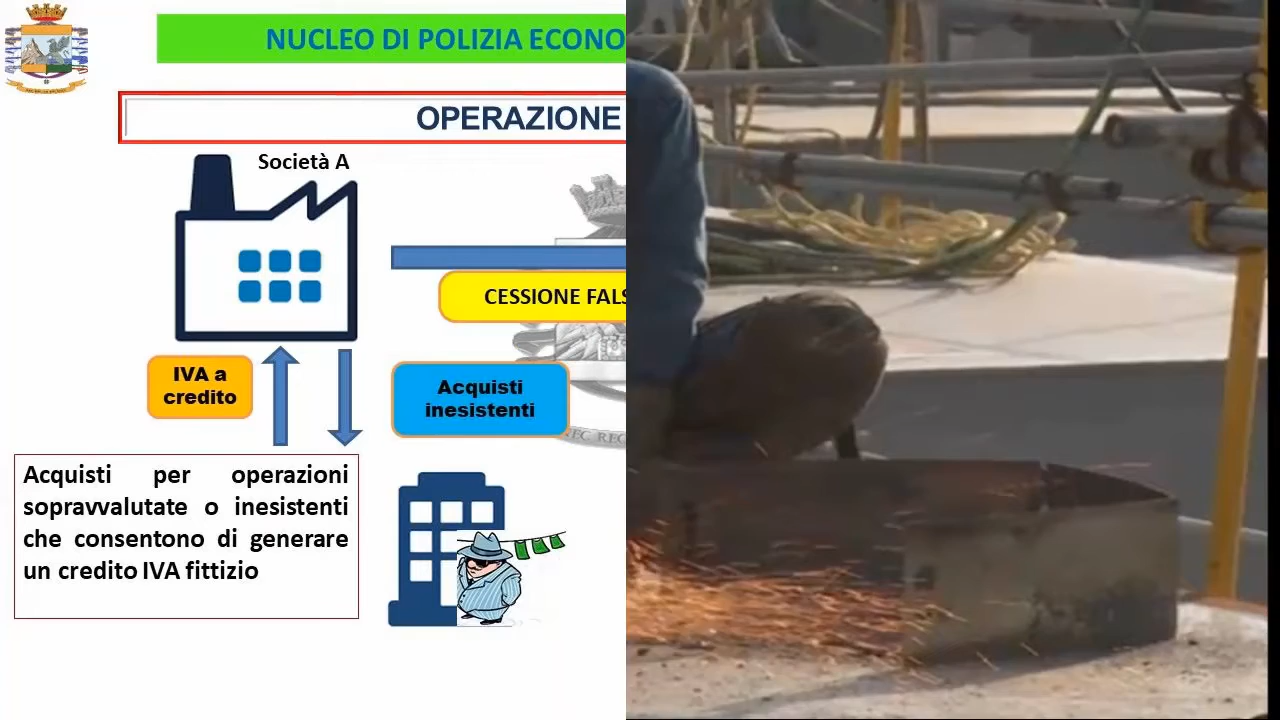 NUCLEO DI POLIZIA ECONO
OPERAZIONE
Società A
CESSIONE FALS
IVA a
credito
Acquisti
inesistenti
Acquisti per operazioni
sopravvalutate o inesistenti
che consentono di generare
un credito IVA fittizio